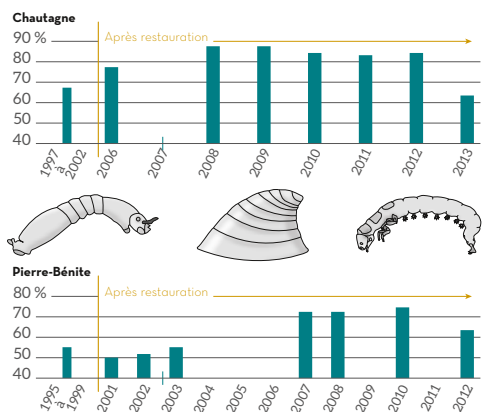 Chautagne
90 % Après restauration
80
70
60
50
40
1997 à 2002 2006 2007 2008 2009 2010 2011 2012 2013
Pierre-Bénite
80 % Après restauration
70
60
50
40
1995 à 1999 2001 2002 2003 2004 2005 2006 2007 2008 2009 2010 2011 2012